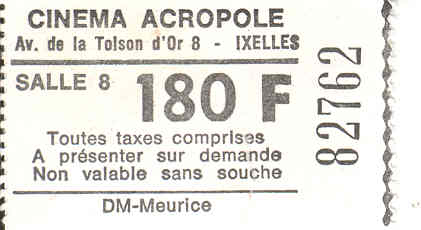 CINEMA ACROPOLE
Av. de la Toison d'Or 8 - IXELLES
SALLE 8 180 F
Toutes taxes comprises
A présenter sur demande
Non valable sans souche
DM-Meurice
82762